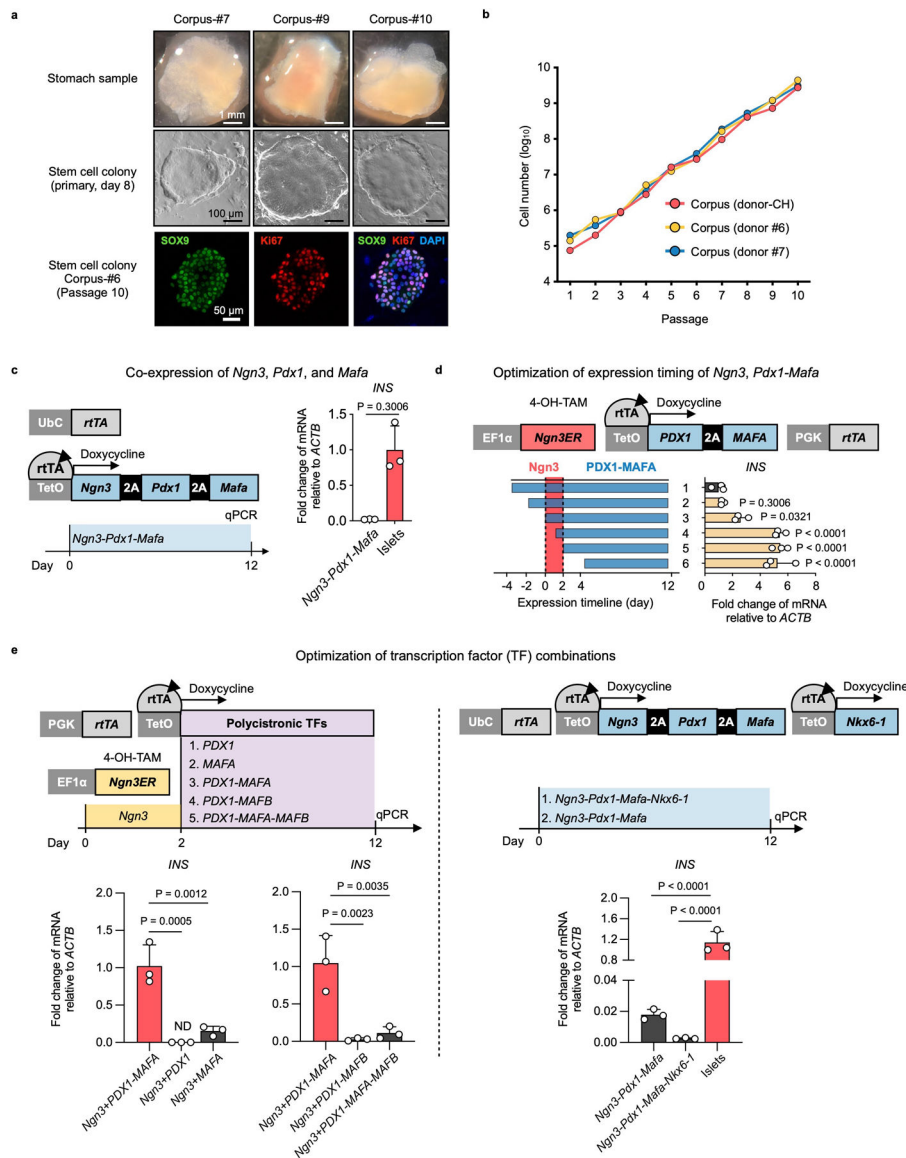 a
Corpus-#7
Corpus-#9
Corpus-#10
Stomach sample
1 mm
Stem cell colony
(primary, day 8)
100 µm
Stem cell colony
Corpus-#6
(Passage 10)
SOX9
Ki67
SOX9 Ki67 DAPI
50 µm
b
Cell number (log10)
10
9
8
7
6
5
4
Corpus (donor-CH)
Corpus (donor #6)
Corpus (donor #7)
1 2 3 4 5 6 7 8 9 10
Passage
c
Co-expression of Ngn3, Pdx1, and Mafa
UbC rtTA
rtTA
Doxycycline
TetO Ngn3 2A Pdx1 2A Mafa
qPCR
Ngn3-Pdx1-Mafa
Day 0 12
INS
P = 0.3006
Fold change of mRNA
relative to ACTB
1.5
1.0
0.5
0.0
Ngn3-Pdx1-Mafa
Islets
d
Optimization of expression timing of Ngn3, Pdx1-Mafa
4-OH-TAM
rtTA
Doxycycline
EF1α Ngn3ER
TetO PDX1 2A MAFA
PGK rtTA
Ngn3 PDX1-MAFA
INS
1
2 P = 0.3006
3 P = 0.0321
4 P < 0.0001
5 P < 0.0001
6 P < 0.0001
-4 -2 0 2 4 12
Expression timeline (day)
0 2 4 6 8
Fold change of mRNA
relative to ACTB
e
Optimization of transcription factor (TF) combinations
rtTA
Doxycycline
PGK rtTA TetO Polycistronic TFs
4-OH-TAM
EF1α Ngn3ER
1. PDX1
2. MAFA
3. PDX1-MAFA
4. PDX1-MAFB
5. PDX1-MAFA-MAFB
Ngn3
qPCR
Day 0 2 12
INS
P = 0.0012
P = 0.0005
ND
Fold change of mRNA
relative to ACTB
2.0
1.5
1.0
0.5
0.0
Ngn3+PDX1-MAFA
Ngn3+PDX1
Ngn3+MAFA
INS
P = 0.0035
P = 0.0023
2.0
1.5
1.0
0.5
0.0
Ngn3+PDX1-MAFA
Ngn3+PDX1-MAFB
Ngn3+PDX1-MAFA-MAFB
rtTA
Doxycycline
rtTA
Doxycycline
UbC rtTA TetO Ngn3 2A Pdx1 2A Mafa TetO Nkx6-1
1. Ngn3-Pdx1-Mafa-Nkx6-1
2. Ngn3-Pdx1-Mafa
qPCR
Day 0 12
INS
P < 0.0001
P < 0.0001
Fold change of mRNA
relative to ACTB
2.0
1.6
1.2
0.8
0.04
0.02
0.00
Ngn3-Pdx1-Mafa
Ngn3-Pdx1-Mafa-Nkx6-1
Islets